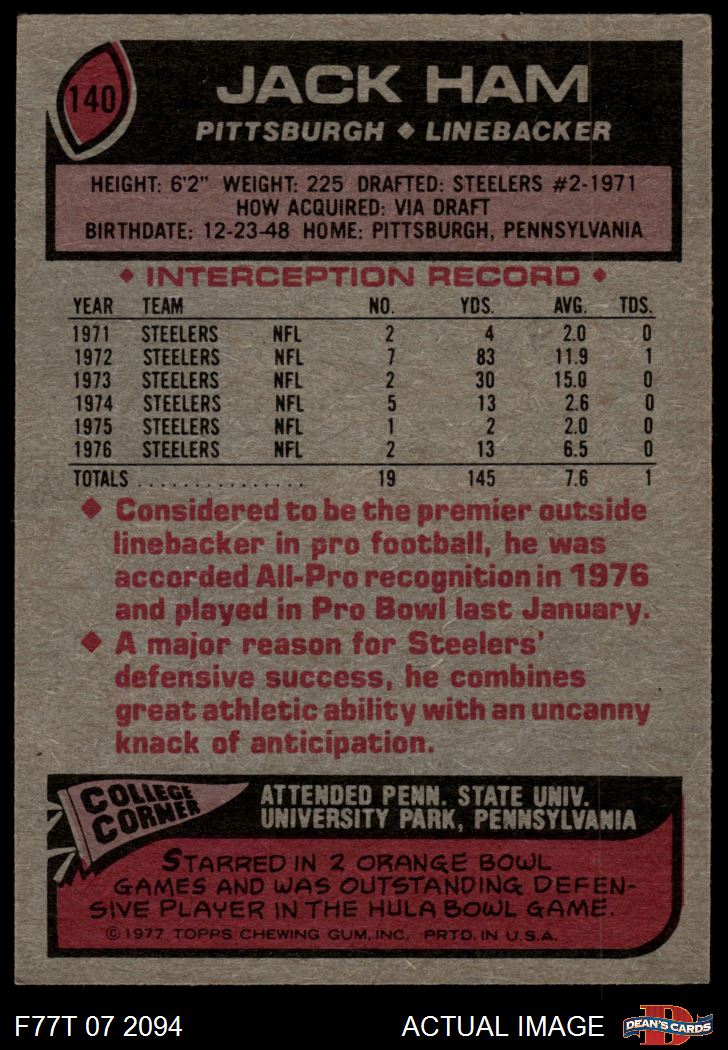 140
JACK HAM
PITTSBURGH ◆ LINEBACKER
HEIGHT: 6'2" WEIGHT: 225 DRAFTED: STEELERS #2-1971
HOW ACQUIRED: VIA DRAFT
BIRTHDATE: 12-23-48 HOME: PITTSBURGH, PENNSYLVANIA
◆ INTERCEPTION RECORD ◆
YEAR TEAM NO. YDS. AVG. TDS.
1971 STEELERS NFL 2 4 2.0 0
1972 STEELERS NFL 7 83 11.9 1
1973 STEELERS NFL 2 30 15.0 0
1974 STEELERS NFL 5 13 2.6 0
1975 STEELERS NFL 1 2 2.0 0
1976 STEELERS NFL 2 13 6.5 0
TOTALS ............... 19 145 7.6 1
◆ Considered to be the premier outside
linebacker in pro football, he was
accorded All-Pro recognition in 1976
and played in Pro Bowl last January.
◆ A major reason for Steelers'
defensive success, he combines
great athletic ability with an uncanny
knack of anticipation.
COLLEGE
CORNER
ATTENDED PENN. STATE UNIV.
UNIVERSITY PARK, PENNSYLVANIA
STARRED IN 2 ORANGE BOWL
GAMES AND WAS OUTSTANDING DEFEN-
SIVE PLAYER IN THE HULA BOWL GAME.
© 1977 TOPPS CHEWING GUM, INC. PRTD. IN U.S.A.
F77T 07 2094
ACTUAL IMAGE
D
DEAN'S CARDS